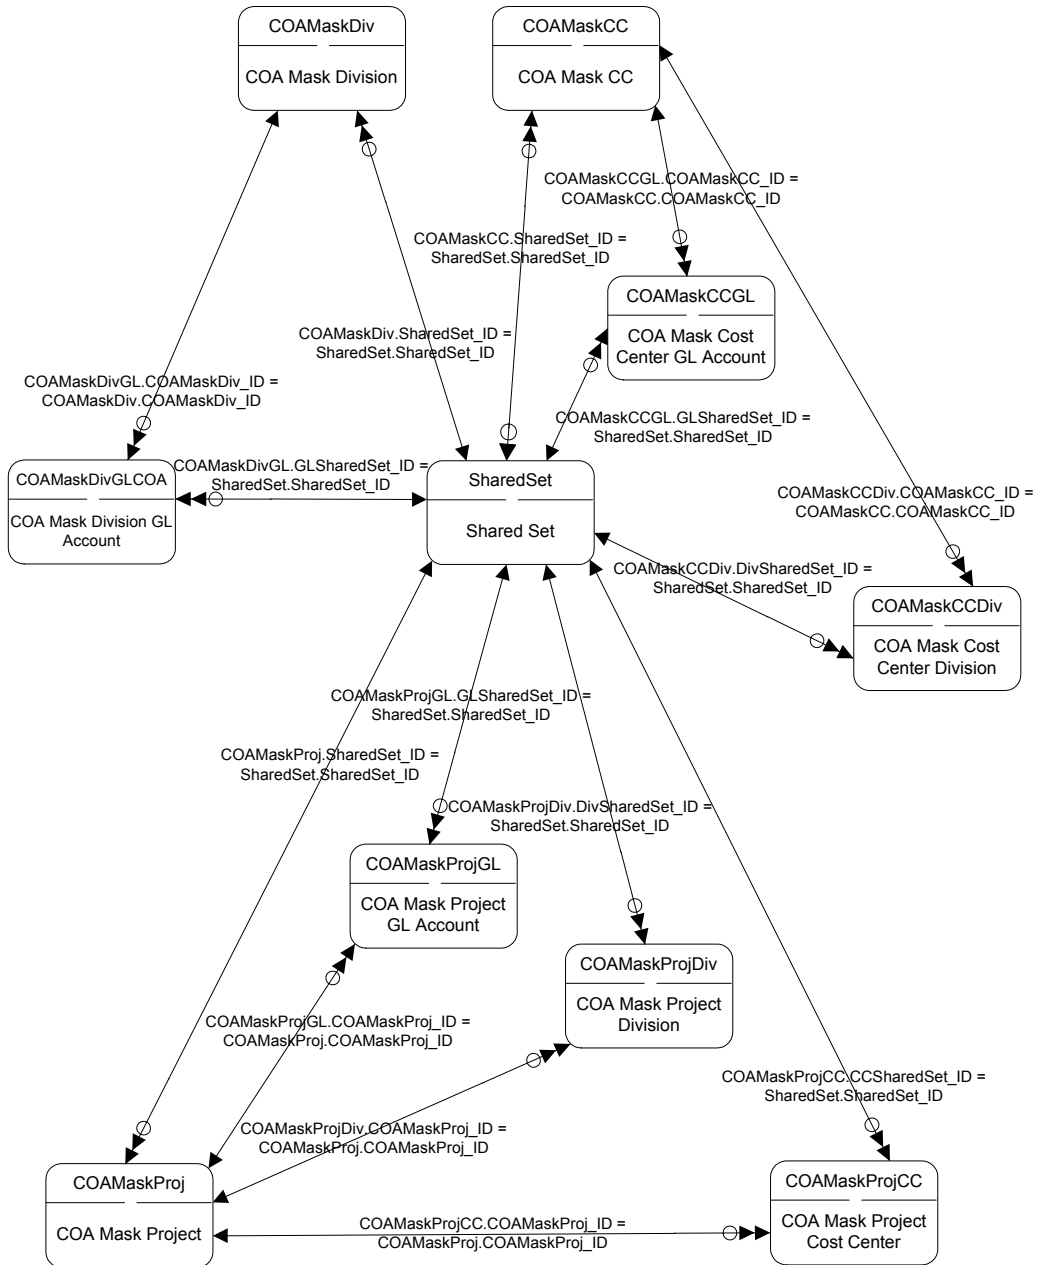 COAMaskDiv
COA Mask Division
COAMaskCC
COA Mask CC
COAMaskCCGL.COAMaskCC_ID =
COAMaskCC.COAMaskCC_ID
COAMaskCC.SharedSet_ID =
SharedSet.SharedSet_ID
COAMaskCCGL
COA Mask Cost
Center GL Account
COAMaskDiv.SharedSet_ID =
SharedSet.SharedSet_ID
COAMaskDivGL.COAMaskDiv_ID =
COAMaskDiv.COAMaskDiv_ID
COAMaskCCGL.GLSharedSet_ID =
SharedSet.SharedSet_ID
COAMaskDivGLCOA
COA Mask Division GL
Account
COAMaskDivGL.GLSharedSet_ID =
SharedSet.SharedSet_ID
SharedSet
Shared Set
COAMaskCCDiv.COAMaskCC_ID =
COAMaskCC.COAMaskCC_ID
COAMaskCCDiv.DivSharedSet_ID =
SharedSet.SharedSet_ID
COAMaskCCDiv
COA Mask Cost
Center Division
COAMaskProjGL.GLSharedSet_ID =
SharedSet.SharedSet_ID
COAMaskProj.SharedSet_ID =
SharedSet.SharedSet_ID
COAMaskProjDiv.DivSharedSet_ID =
SharedSet.SharedSet_ID
COAMaskProjGL
COA Mask Project
GL Account
COAMaskProjDiv
COA Mask Project
Division
COAMaskProjGL.COAMaskProj_ID =
COAMaskProj.COAMaskProj_ID
COAMaskProjCC.CCSharedSet_ID =
SharedSet.SharedSet_ID
COAMaskProjDiv.COAMaskProj_ID =
COAMaskProj.COAMaskProj_ID
COAMaskProj
COA Mask Project
COAMaskProjCC.COAMaskProj_ID =
COAMaskProj.COAMaskProj_ID
COAMaskProjCC
COA Mask Project
Cost Center